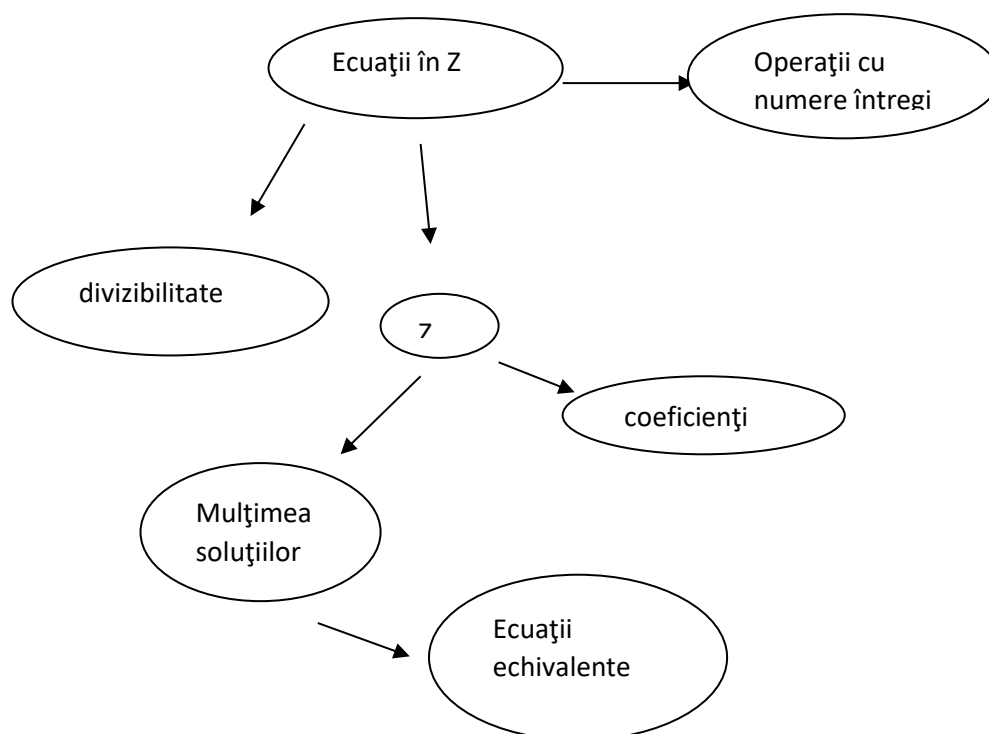 Ecuaţii în Z
Operaţii cu
numere întregi
divizibilitate
coeficienţi
Mulţimea
soluţiilor
Ecuaţii
echivalente